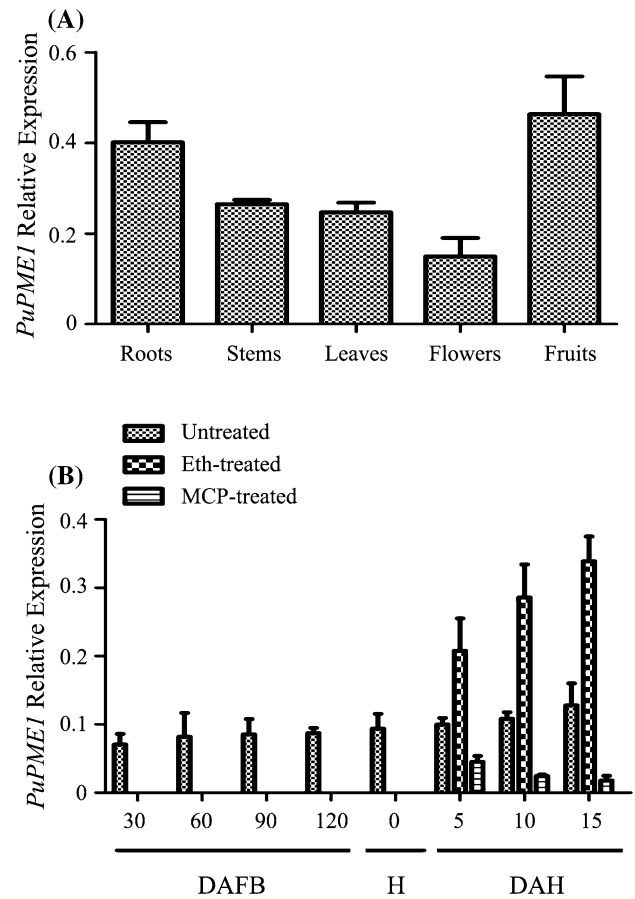 (A)
PuPME1 Relative Expression
0.6
0.4
0.2
0
Roots Stems Leaves Flowers Fruits
Untreated
Eth-treated
MCP-treated
(B)
PuPME1 Relative Expression
0.4
0.3
0.2
0.1
0
30 60 90 120 0 5 10 15
DAFB H DAH